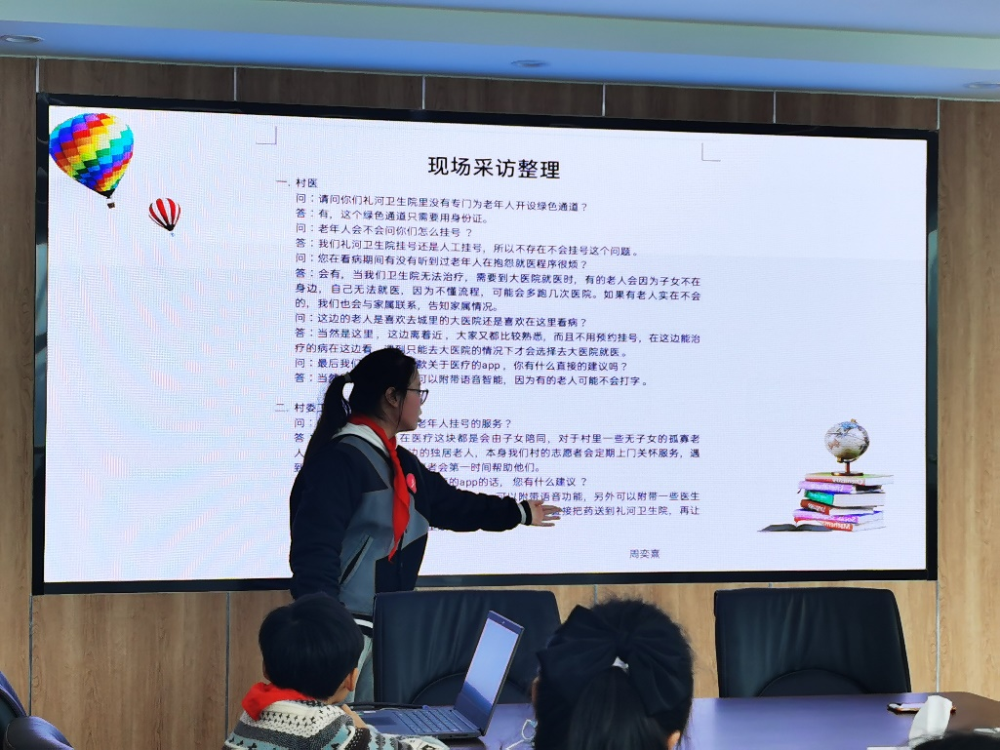 现场采访整理
一. 村医
问：请问你们礼河卫生院里没有专门为老年人开设绿色通道？
答：有，这个绿色通道只需要用身份证。
问：老年人会不会问你们怎么挂号 ？
答：我们礼河卫生院挂号还是人工挂号，所以不存在不会挂号这个问题。
问：您在看病期间有没有听到过老年人在抱怨就医程序很烦？
答：会有，当我们卫生院无法治疗，需要到大医院就医时，有的老人会因为子女不在
身边，自己无法就医，因为不懂流程，可能会多跑几次医院。如果有老人实在不会
的，我们也会与家属联系，告知家属情况。
问：这边的老人是喜欢去城里的大医院还是喜欢在这里看病？
答：当然是这里，这边离着近，大家又都比较熟悉，而且不用预约挂号，在这边能治
疗的病在这边看，遇到只能去大医院的情况下才会选择去大医院就医。
问：最后我们 款关于医疗的app，你有什么直接的建议吗？
答：当然 可以附带语音智能，因为有的老人可能不会打字。
二. 村委工
问： 老年人挂号的服务？
答 在医疗这块都是会由子女陪同，对于村里一些无子女的孤寡老
人 边的独居老人，本身我们村的志愿者会定期上门关怀服务，遇
到 者会第一时间帮助他们。
的app的话，您有什么建议 ？
可以附带语音功能，另外可以附带一些医生
接把药送到礼河卫生院，再让
周奕熹